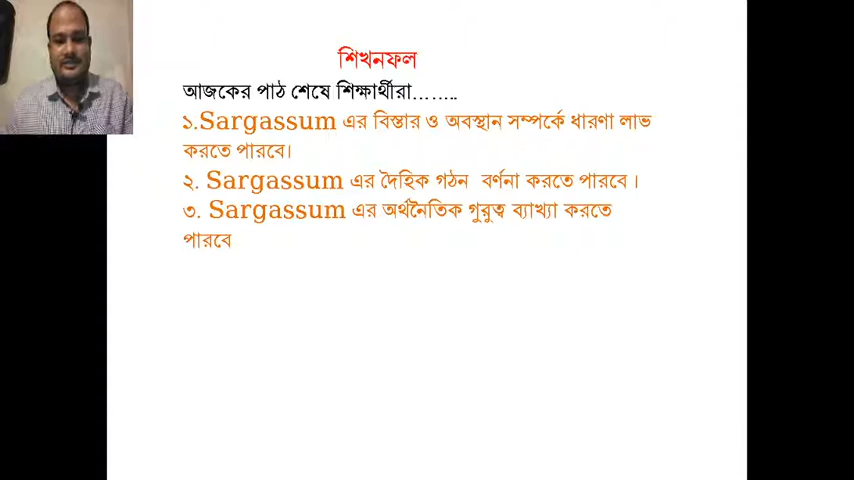 শিখনফল
আজকের পাঠ শেষে শিক্ষার্থীরা........
১.Sargassum এর বিস্তার ও অবস্থান সম্পর্কে ধারণা লাভ
করতে পারবে।
২. Sargassum এর দৈহিক গঠন বর্ণনা করতে পারবে ।
৩. Sargassum এর অর্থনৈতিক গুরুত্ব ব্যাখ্যা করতে
পারবে